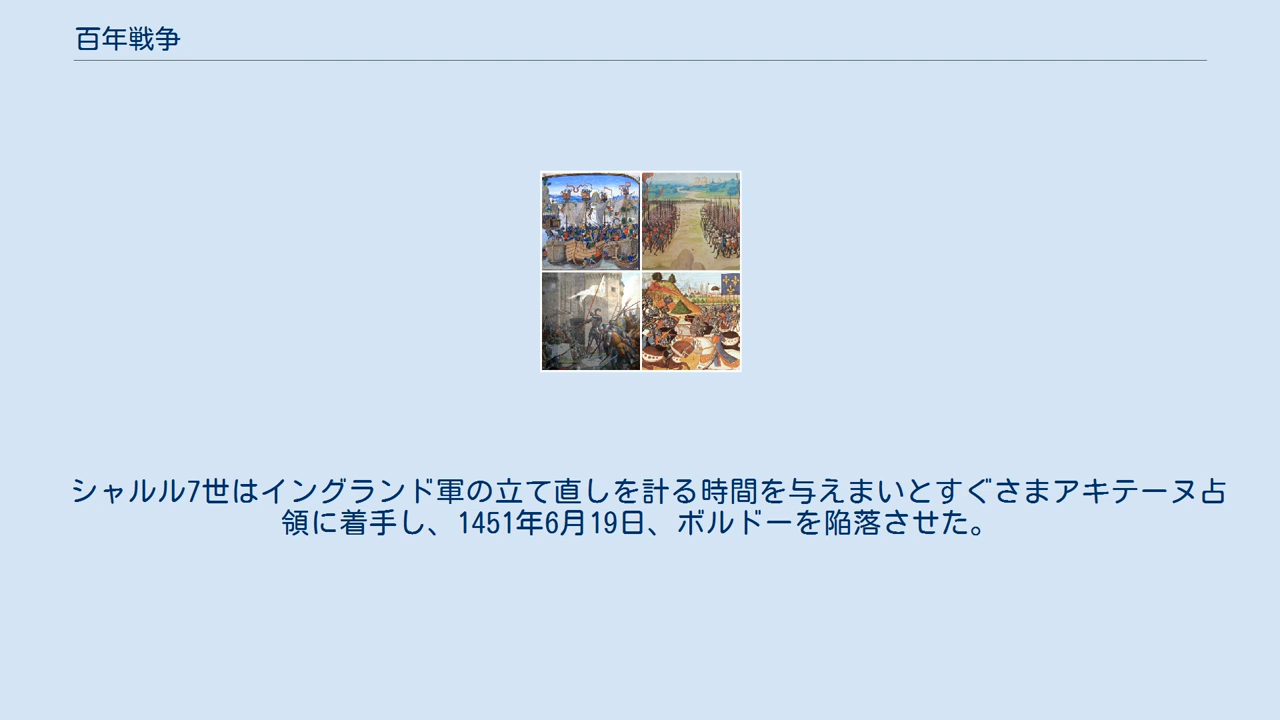 百年戦争
シャルル7世はイングランド軍の立て直しを計る時間を与えまいとすぐさまアキテーヌ占
領に着手し、1451年6月19日、ボルドーを陥落させた。